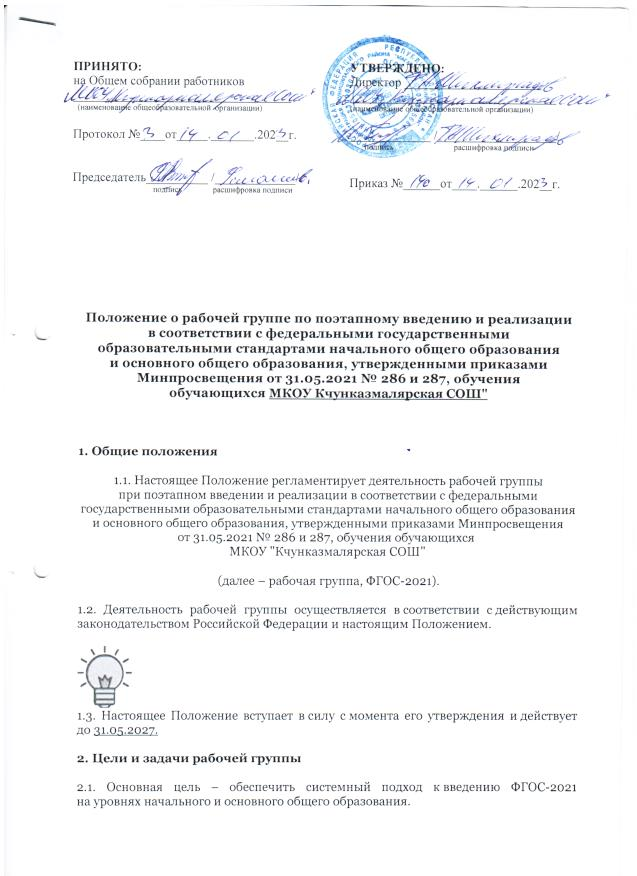 ПРИНЯТО:
на Общем собрании работников
(наименование общеобразовательной организации)
Протокол № 3 от 14 . 01 .2023г.
Председатель
подпись расшифровка подписи
УТВЕРЖДЕНО:
Директор
(наименование общеобразовательной организации)
подпись расшифровка подписи
Приказ № от 14 . 01 .2023г.
Положение о рабочей группе по поэтапному введению и реализации
в соответствии с федеральными государственными
образовательными стандартами начального общего образования
и основного общего образования, утвержденными приказами
Минпросвещения от 31.05.2021 № 286 и 287, обучения
обучающихся МКОУ Кчунказмалярская СОШ"
1. Общие положения
1.1. Настоящее Положение регламентирует деятельность рабочей группы
при поэтапном введении и реализации в соответствии с федеральными
государственными образовательными стандартами начального общего образования
и основного общего образования, утвержденными приказами Минпросвещения
от 31.05.2021 № 286 и 287, обучения обучающихся
МКОУ "Кчунказмалярская СОШ"
(далее – рабочая группа, ФГОС-2021).
1.2. Деятельность рабочей группы осуществляется в соответствии с действующим
законодательством Российской Федерации и настоящим Положением.
1.3. Настоящее Положение вступает в силу с момента его утверждения и действует
до 31.05.2027.
2. Цели и задачи рабочей группы
2.1. Основная цель – обеспечить системный подход к введению ФГОС-2021
на уровнях начального и основного общего образования.